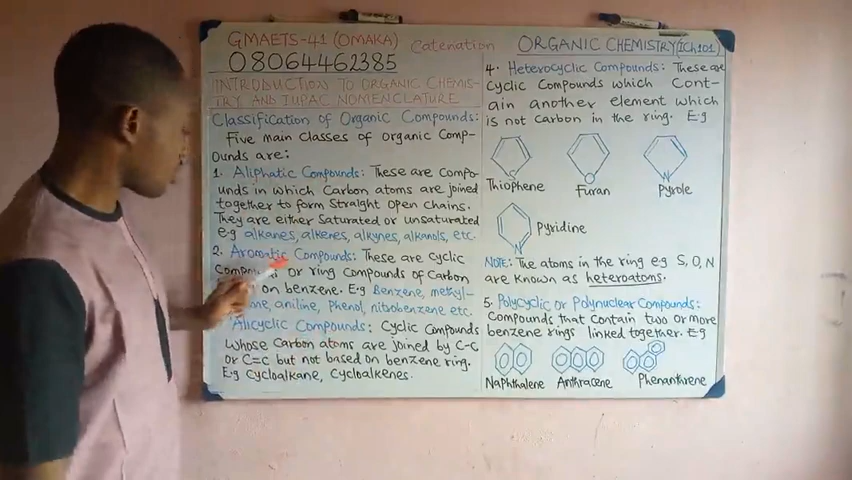 GMAETS-41 (OMAKA)
08064462385
Catenation
ORGANIC CHEMISTRY (ICh101)
INTRODUCTION TO ORGANIC CHEMIS-
TRY AND IUPAC NOMENCLATURE
Classification of Organic Compounds:
Five main classes of Organic Comp-
ounds are:
1. Aliphatic Compounds: These are compo-
unds in which Carbon atoms are joined
together to form Straight Open chains.
They are either Saturated or unsaturated
e.g alkanes, alkenes, alkynes, alkanols, etc.
2. Aromatic Compounds: These are cyclic
or ring compounds of Carbon
on benzene. E.g Benzene, methyl-
aniline, Phenol, nitrobenzene etc.
Alicyclic Compounds: Cyclic Compounds
whose Carbon atoms are joined by C-C
or C=C but not based on benzene ring.
E.g Cycloalkane, Cycloalkenes.
4. Heterocyclic Compounds: These are
cyclic Compounds which Cont-
ain another element which
is not carbon in the ring. E.g
S
O
N
Thiophene
Furan
Pyrole
N
Pyridine
NOTE: The atoms in the ring e.g S, O, N
are known as heteroatoms.
5. Polycyclic or Polynuclear Compounds:
Compounds that contain two or more
benzene rings linked together. E.g
Naphthalene
Anthracene
Phenanthrene